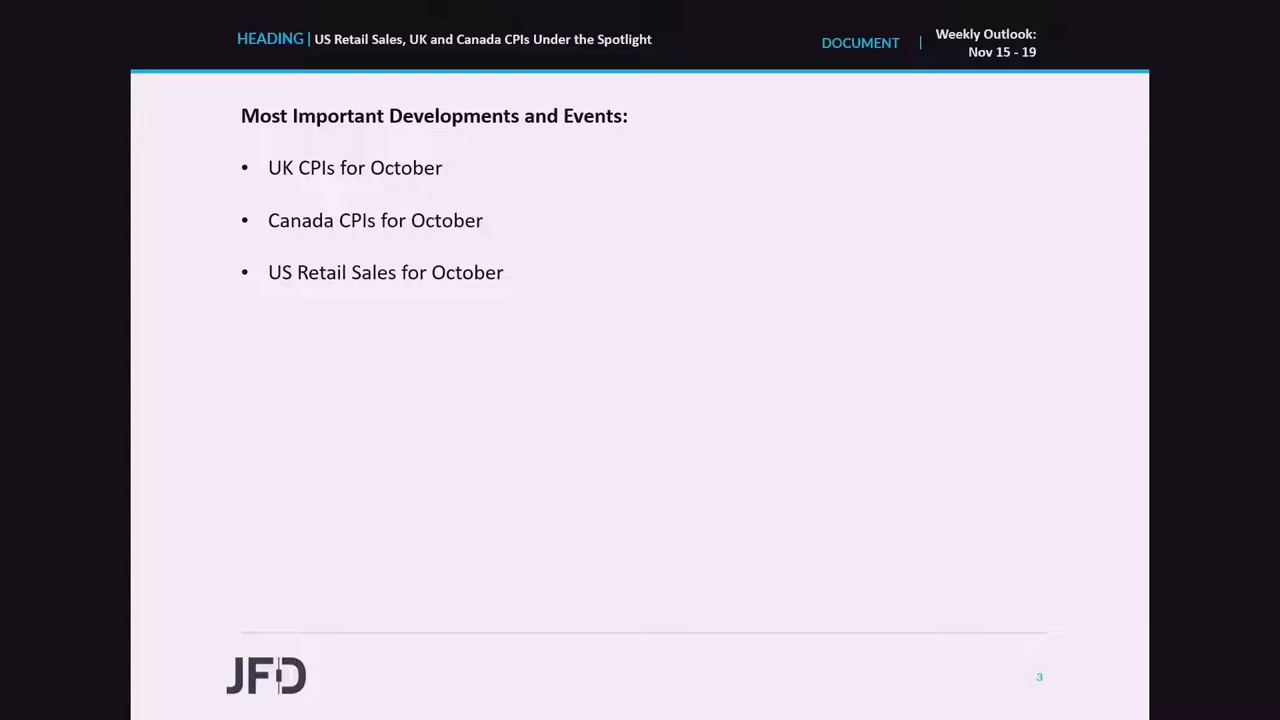 HEADING | US Retail Sales, UK and Canada CPIs Under the Spotlight
DOCUMENT | Weekly Outlook:
Nov 15 - 19
Most Important Developments and Events:
• UK CPIs for October
• Canada CPIs for October
• US Retail Sales for October
JFD
3